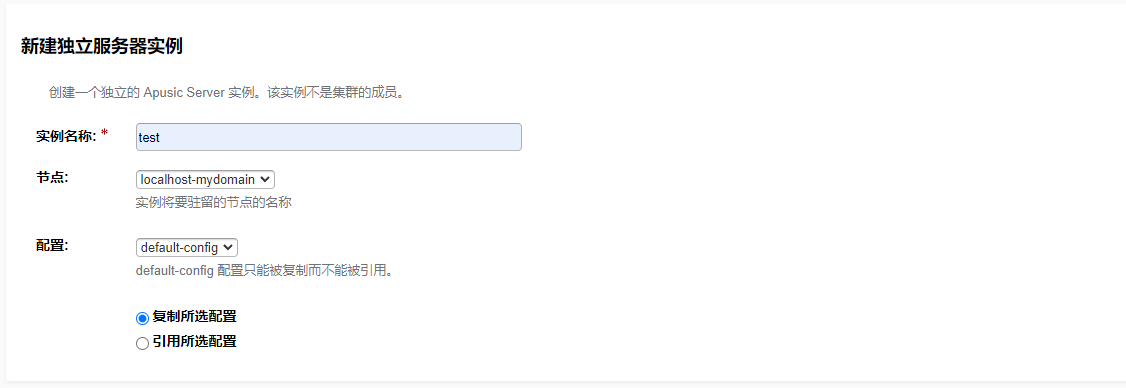 新建独立服务器实例
创建一个独立的 Apusic Server 实例。该实例不是集群的成员。
实例名称: *
test
节点:
localhost-mydomain
实例将要驻留的节点的名称
配置:
default-config
default-config 配置只能被复制而不能被引用。
复制所选配置
引用所选配置